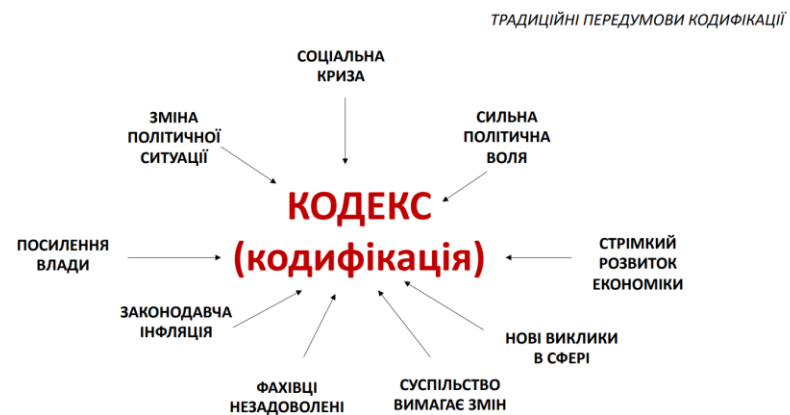 ТРАДИЦІЙНІ ПЕРЕДУМОВИ КОДИФІКАЦІЇ
СОЦІАЛЬНА
КРИЗА
ЗМІНА
ПОЛІТИЧНОЇ
СИТУАЦІЇ
СИЛЬНА
ПОЛІТИЧНА
ВОЛЯ
КОДЕКС
(кодифікація)
ПОСИЛЕННЯ
ВЛАДИ
СТРІМКИЙ
РОЗВИТОК
ЕКОНОМІКИ
ЗАКОНОДАВЧА
ІНФЛЯЦІЯ
НОВІ ВИКЛИКИ
В СФЕРІ
ФАХІВЦІ
НЕЗАДОВОЛЕНІ
СУСПІЛЬСТВО
ВИМАГАЄ ЗМІН